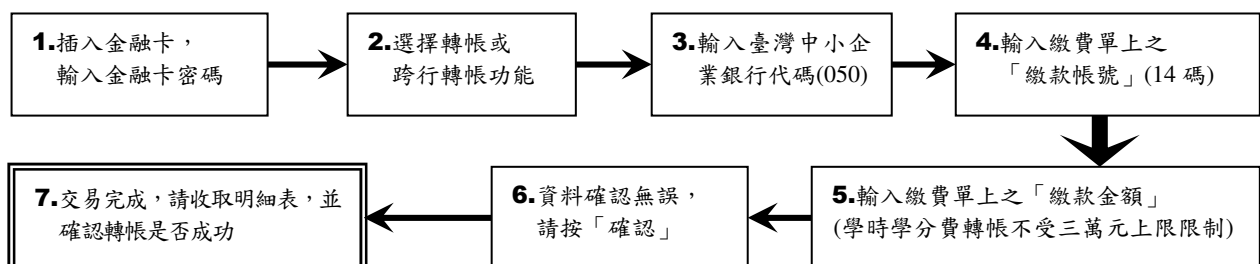 1.插入金融卡，
輸入金融卡密碼
2.選擇轉帳或
跨行轉帳功能
3.輸入臺灣中小企
業銀行代碼(050)
4.輸入繳費單上之
「繳款帳號」(14 碼)
5.輸入繳費單上之「繳款金額」
(學時學分費轉帳不受三萬元上限限制)
6.資料確認無誤，
請按「確認」
7.交易完成，請收取明細表，並
確認轉帳是否成功